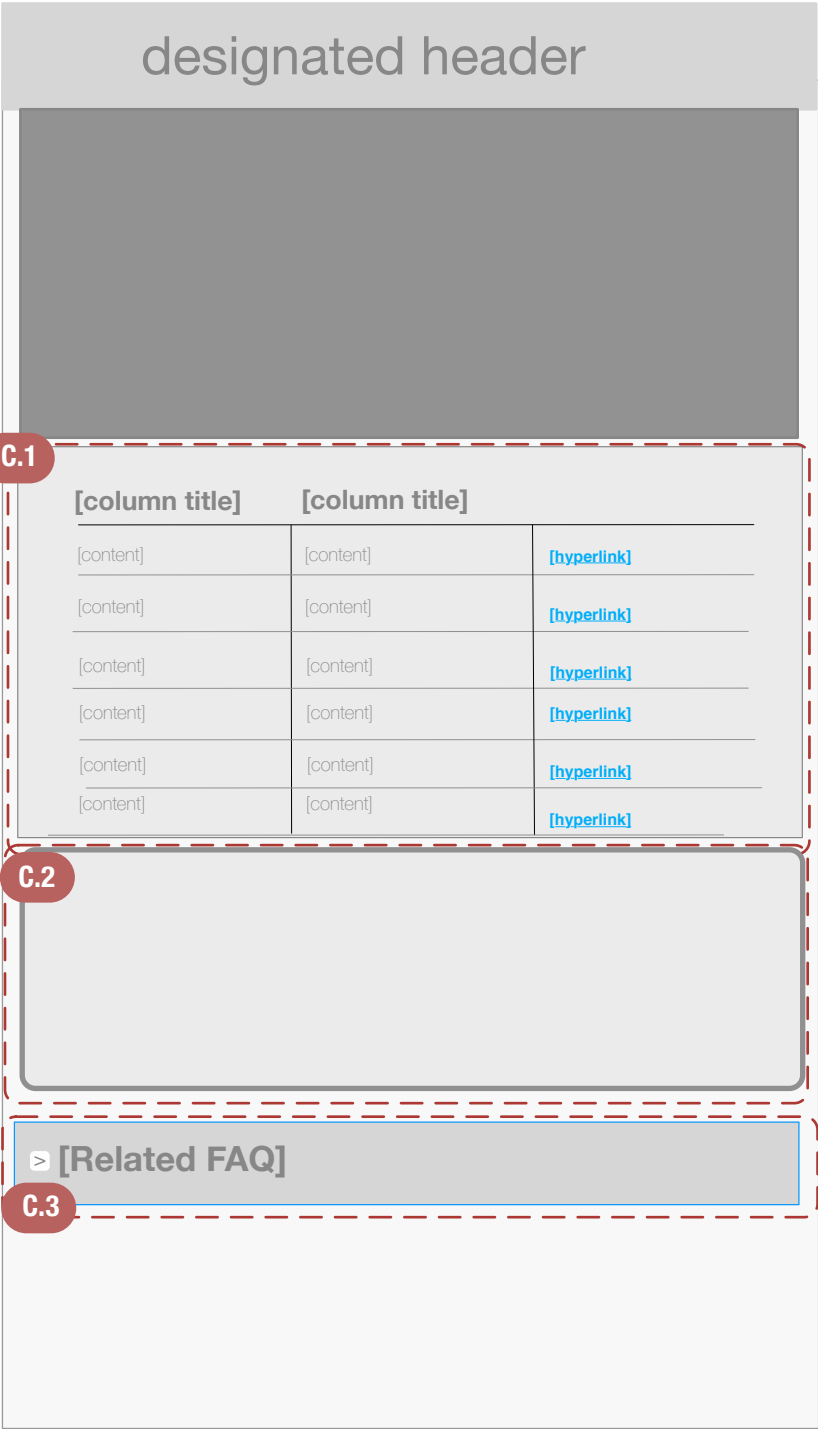 designated header
C.1
[column title] [column title]
[content] [content] [hyperlink]
[content] [content] [hyperlink]
[content] [content] [hyperlink]
[content] [content] [hyperlink]
[content] [content] [hyperlink]
[content] [content] [hyperlink]
C.2
> [Related FAQ]
C.3